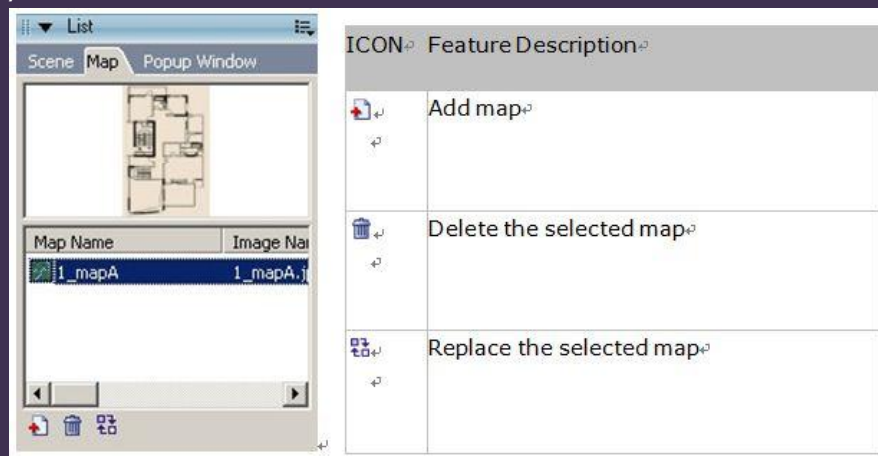 List
Scene Map Popup Window
Map Name Image Na
1_mapA 1_mapA.j
ICON Feature Description
Add map
Delete the selected map
Replace the selected map